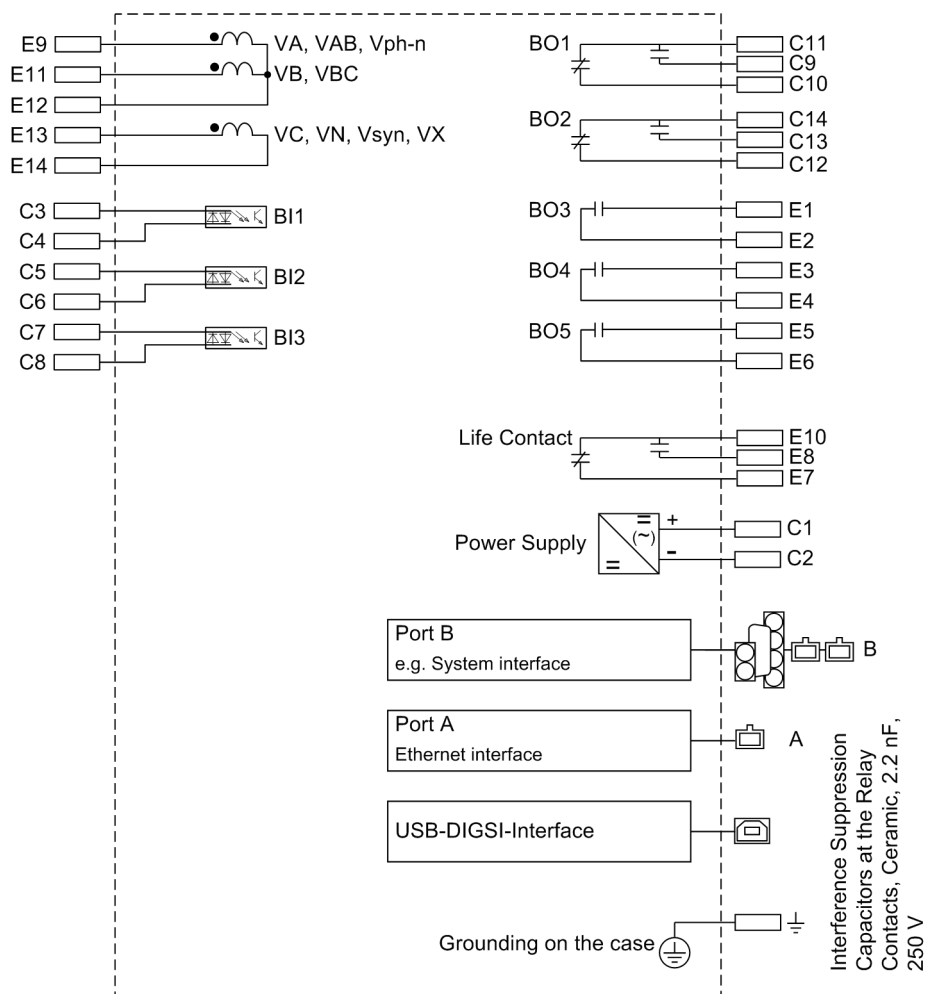 E9
VA, VAB, Vph-n
E11
VB, VBC
E12
E13
VC, VN, Vsyn, VX
E14
C3
BI1
C4
C5
BI2
C6
C7
BI3
C8
BO1
C11
C9
C10
BO2
C14
C13
C12
BO3
E1
E2
BO4
E3
E4
BO5
E5
E6
Life Contact
E10
E8
E7
Power Supply
=
(~)
=
+
-
C1
C2
Port B
e.g. System interface
B
Port A
Ethernet interface
A
USB-DIGSI-Interface
Grounding on the case
Interference Suppression
Capacitors at the Relay
Contacts, Ceramic, 2.2 nF,
250 V